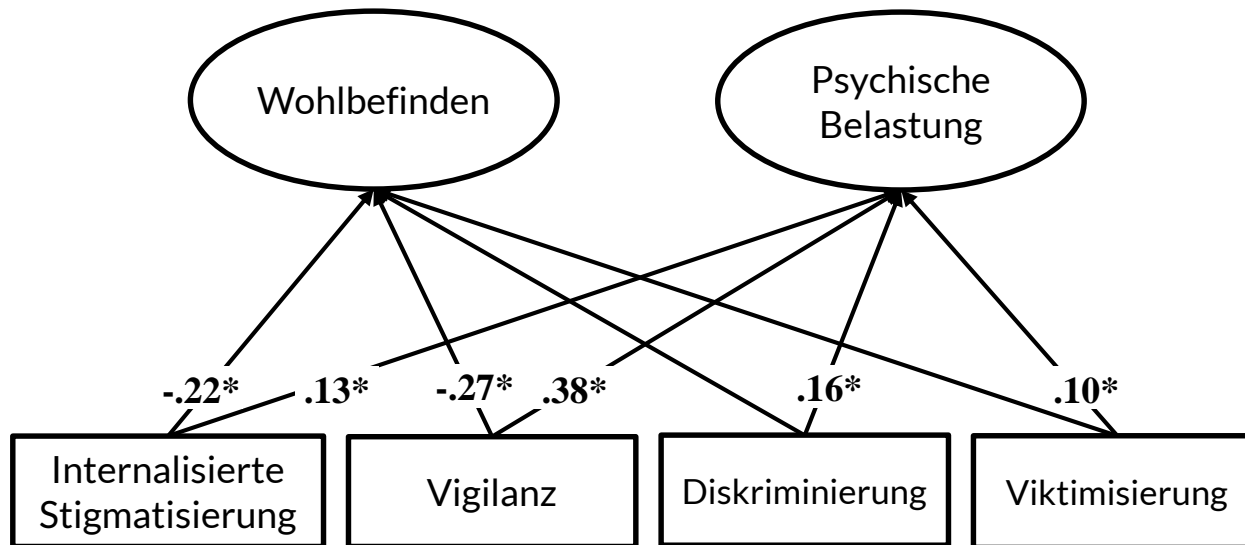 Wohlbefinden
Psychische
Belastung
-.22*
.13*
-.27*
.38*
.16*
.10*
Internalisierte
Stigmatisierung
Vigilanz
Diskriminierung
Viktimisierung